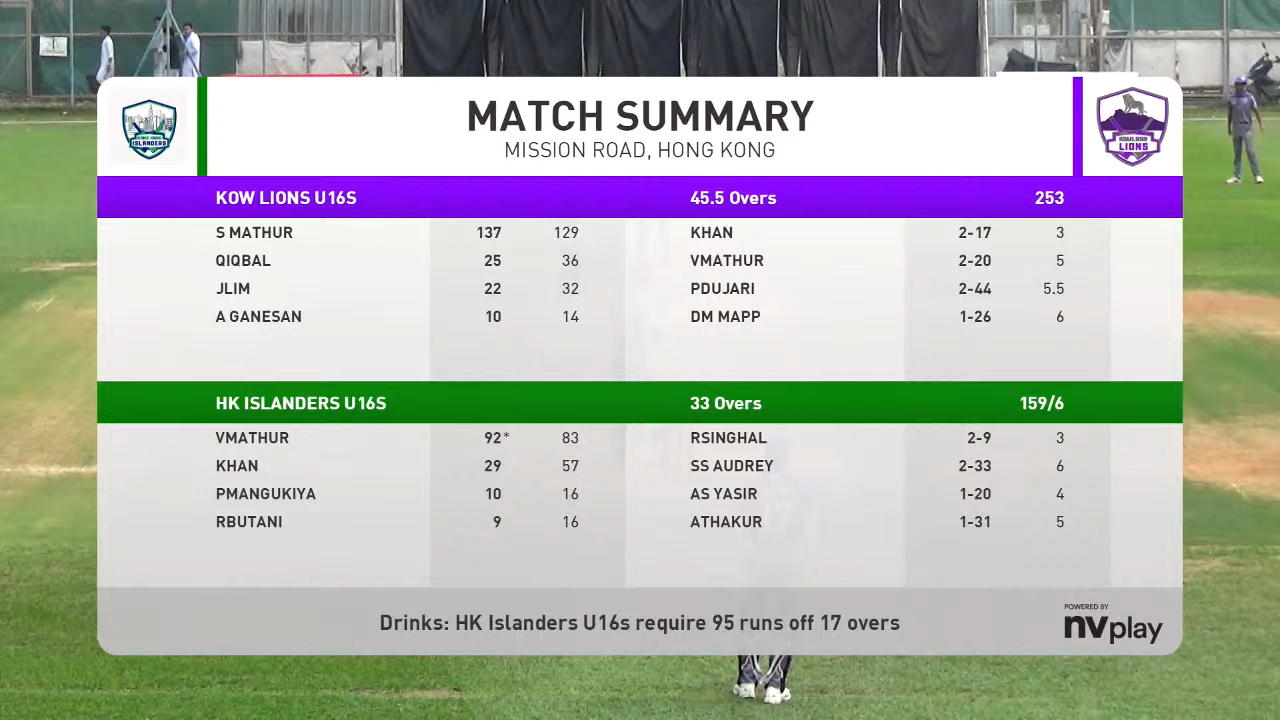 MATCH SUMMARY
MISSION ROAD, HONG KONG
ISLANDERS
LIONS
KOW LIONS U16S 45.5 Overs 253
S MATHUR 137 129 KHAN 2-17 3
QIQBAL 25 36 VMATHUR 2-20 5
JLIM 22 32 PDUJARI 2-44 5.5
A GANESAN 10 14 DM MAPP 1-26 6
HK ISLANDERS U16S 33 Overs 159/6
VMATHUR 92* 83 RSINGHAL 2-9 3
KHAN 29 57 SS AUDREY 2-33 6
PMANGUKIYA 10 16 AS YASIR 1-20 4
RBUTANI 9 16 ATHAKUR 1-31 5
Drinks: HK Islanders U16s require 95 runs off 17 overs
POWERED BY
nvplay